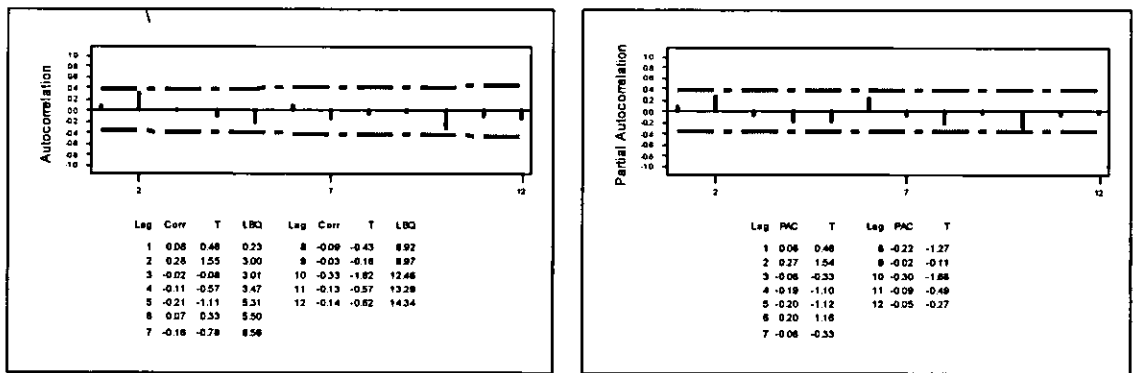 Autocorrelation
1.0
0.8
0.6
0.4
0.2
0.0
-0.2
-0.4
-0.6
-0.8
-1.0
2 7 12
Lag Corr T LBQ Lag Corr T LBQ
1 0.08 0.46 0.23 8 -0.09 -0.43 6.92
2 0.28 1.55 3.00 9 -0.03 -0.16 6.97
3 -0.02 -0.08 3.01 10 -0.33 -1.62 12.46
4 -0.11 -0.57 3.47 11 -0.13 -0.57 13.29
5 -0.21 -1.11 5.31 12 -0.14 -0.62 14.34
6 0.07 0.33 5.50
7 -0.16 -0.78 6.56
Partial Autocorrelation
1.0
0.8
0.6
0.4
0.2
0.0
-0.2
-0.4
-0.6
-0.8
-1.0
2 7 12
Lag PAC T Lag PAC T
1 0.08 0.46 8 -0.22 -1.27
2 0.27 1.54 9 -0.02 -0.11
3 -0.06 -0.33 10 -0.30 -1.68
4 -0.19 -1.10 11 -0.09 -0.49
5 -0.20 -1.12 12 -0.05 -0.27
6 0.20 1.16
7 -0.06 -0.33